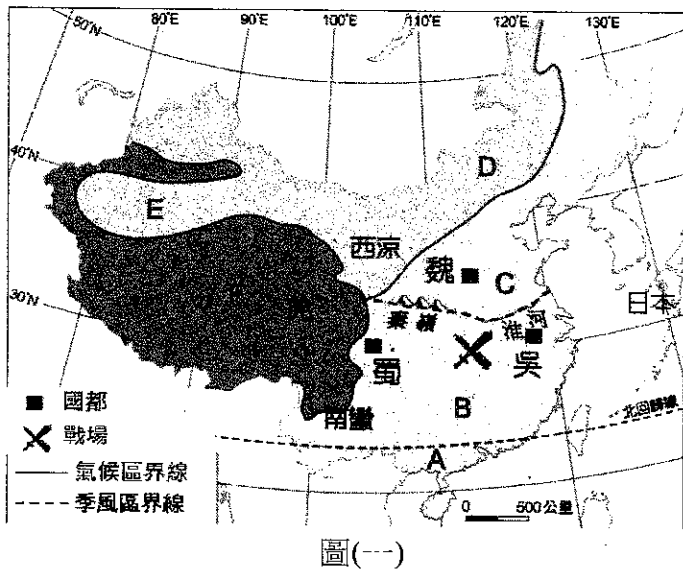 80°E 90°E 100°E 110°E 120°E 130°E
50°N
40°N
30°N
D
E
西涼
魏
C
秦嶺
淮河
日本
蜀
吳
B
南蠻
北回歸線
A
■ 國都
戰場
氣候區界線
季風區界線
0 500公里
圖(一)